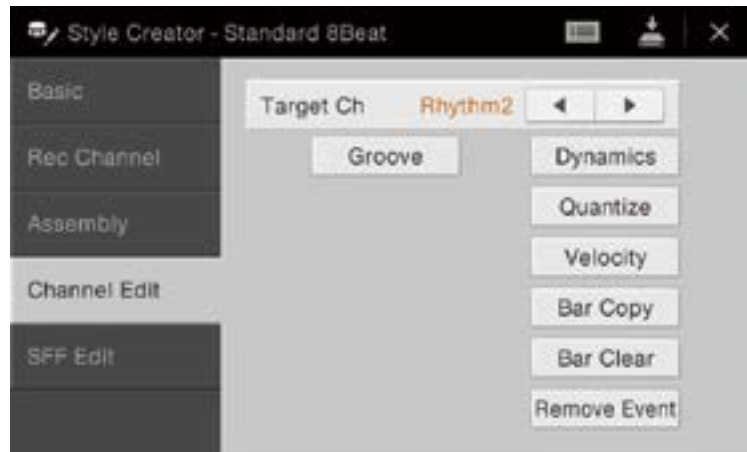 Style Creator - Standard 8Beat
Basic
Rec Channel
Assembly
Channel Edit
SFF Edit
Target Ch Rhythm2
Groove
Dynamics
Quantize
Velocity
Bar Copy
Bar Clear
Remove Event